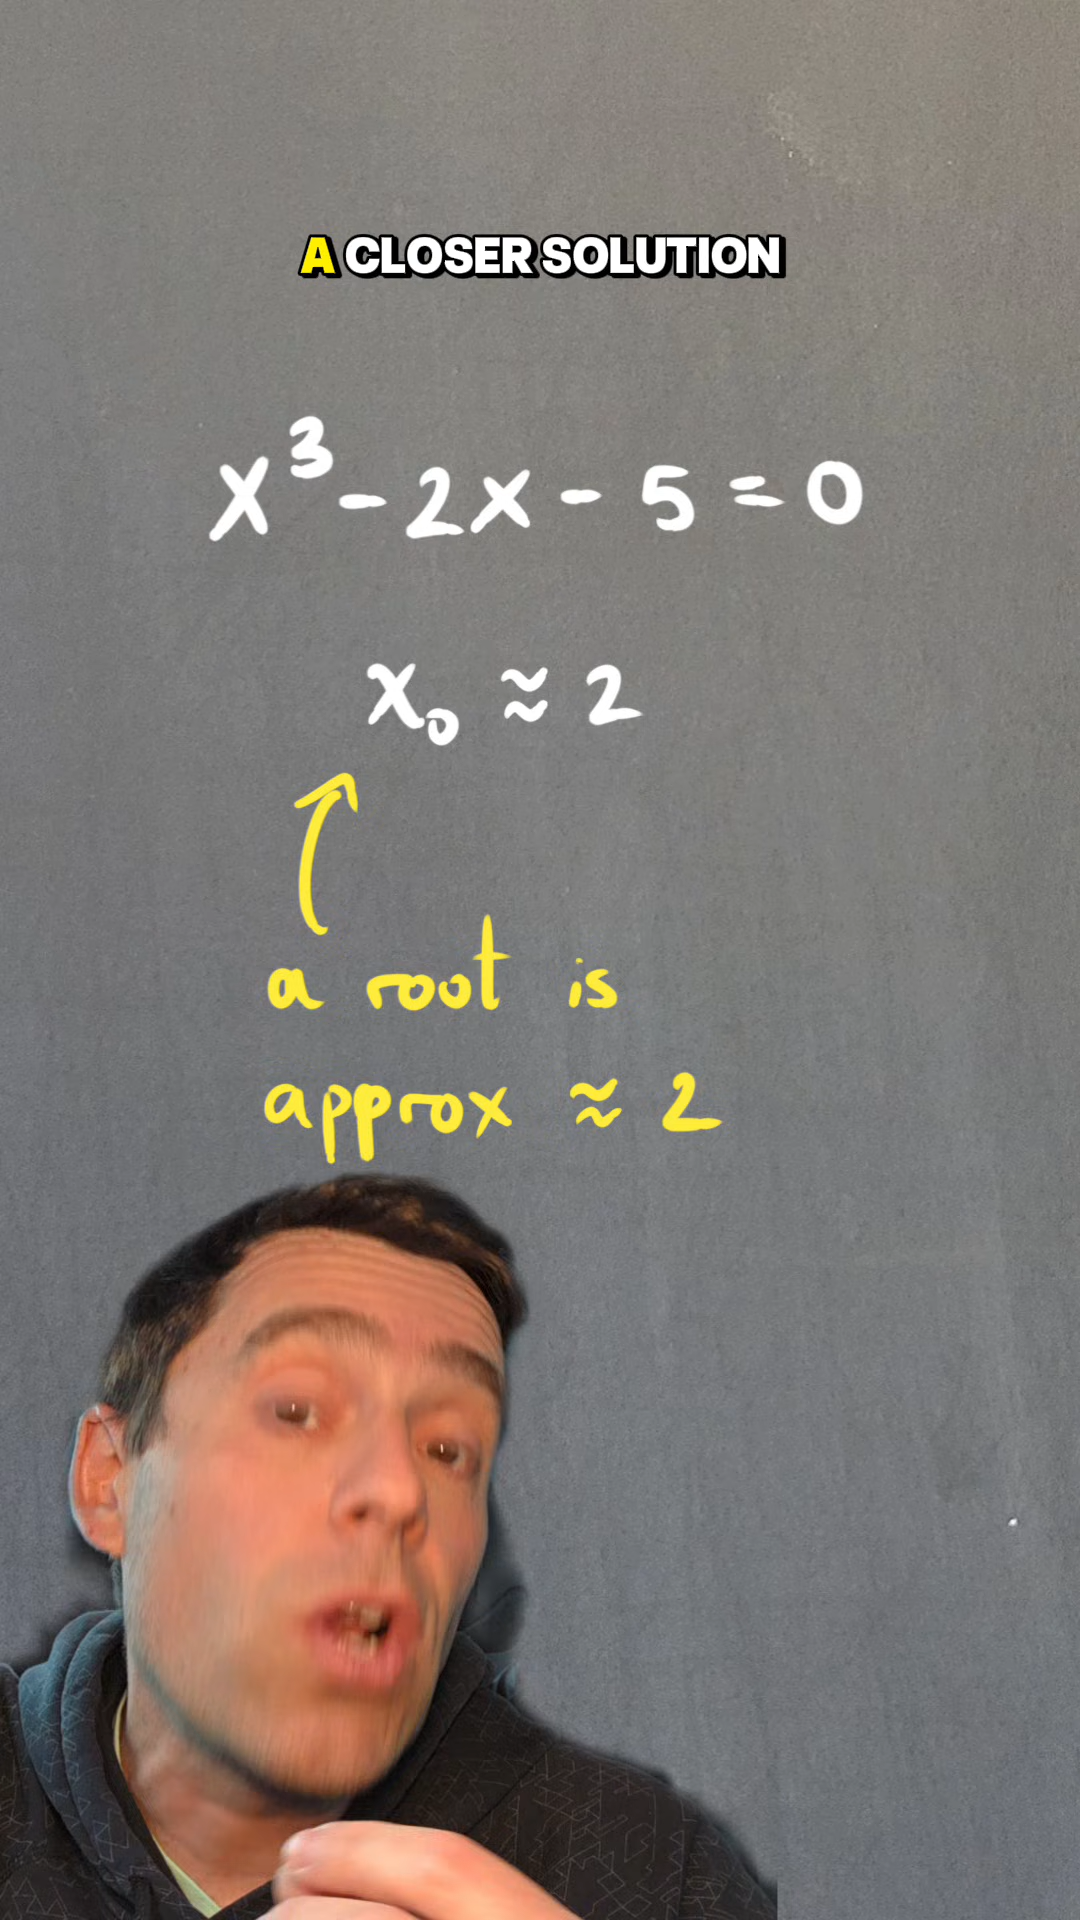 A CLOSER SOLUTION
x³ - 2x - 5 = 0
x₀ ≈ 2
a root is
approx ≈ 2